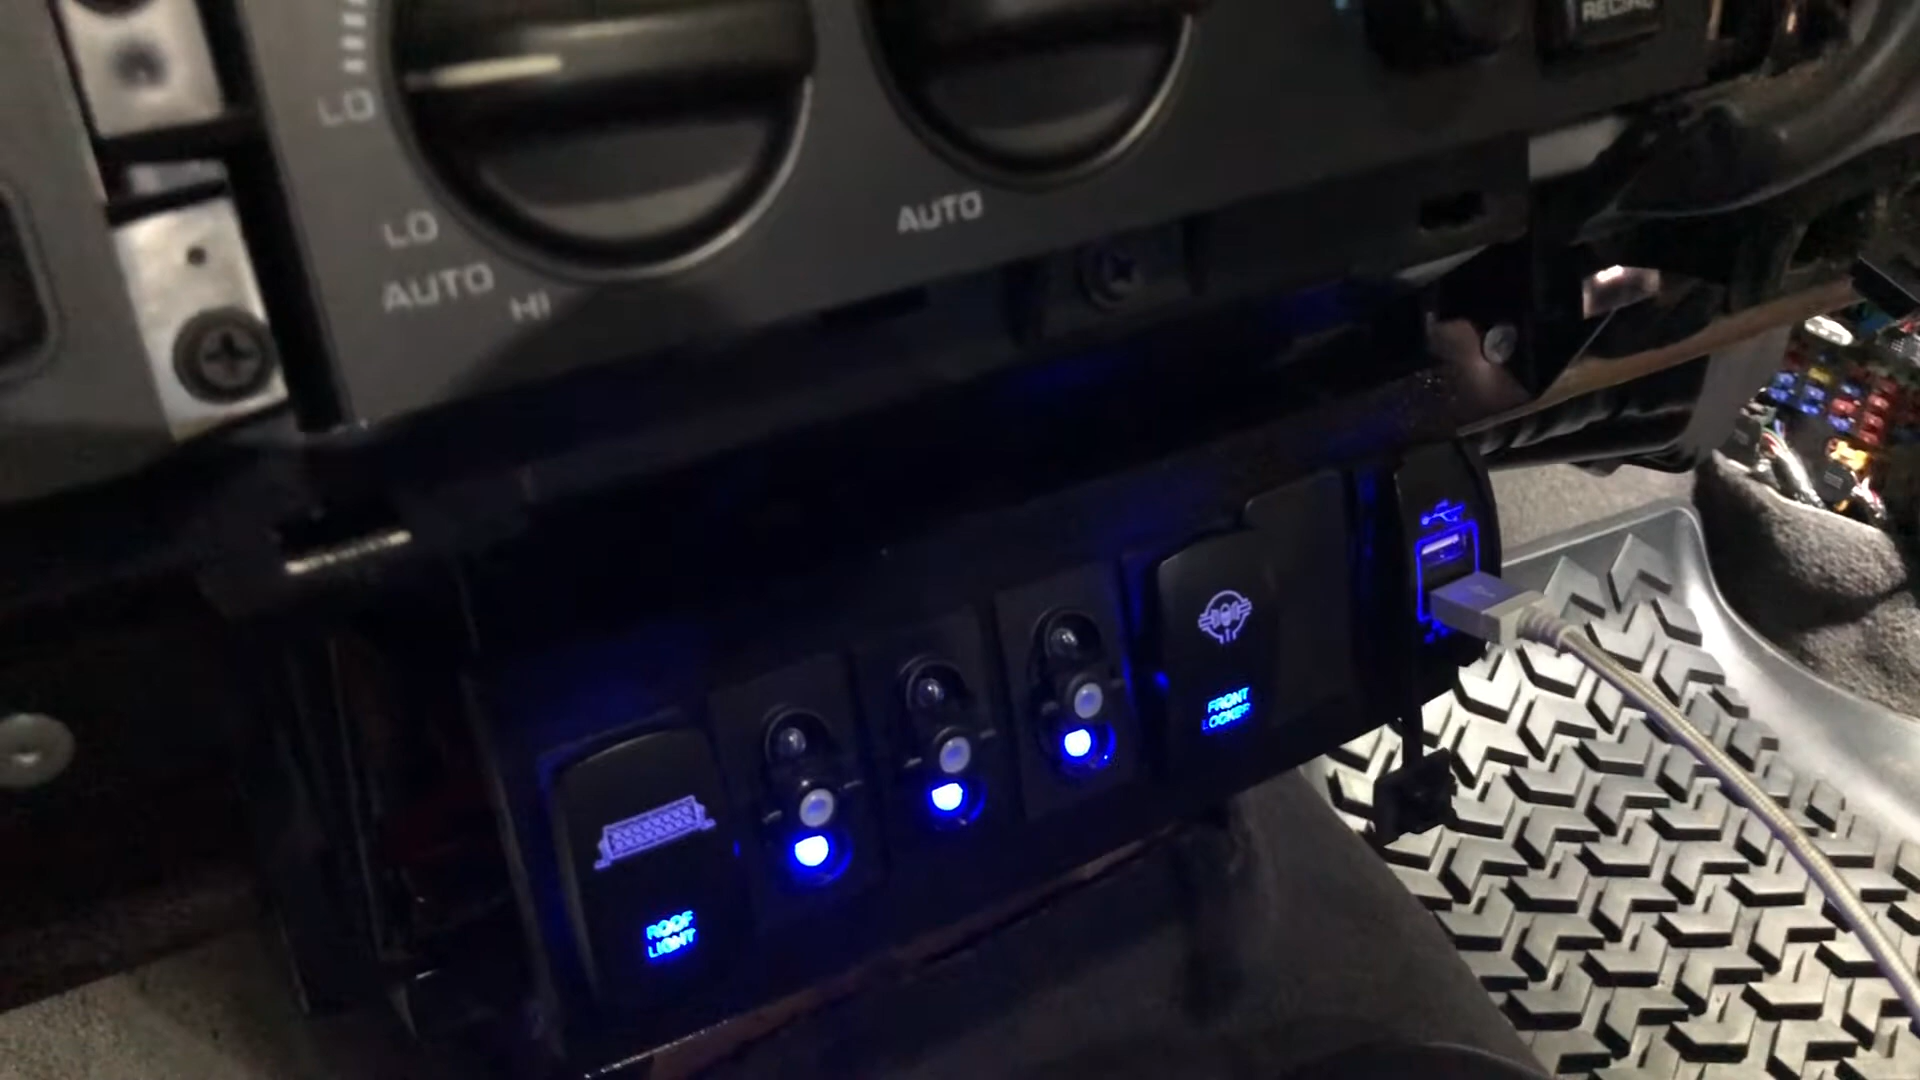 LO
RECIRC
LO
AUTO
HI
AUTO
ROOF
LIGHT
FRONT
LOCKER